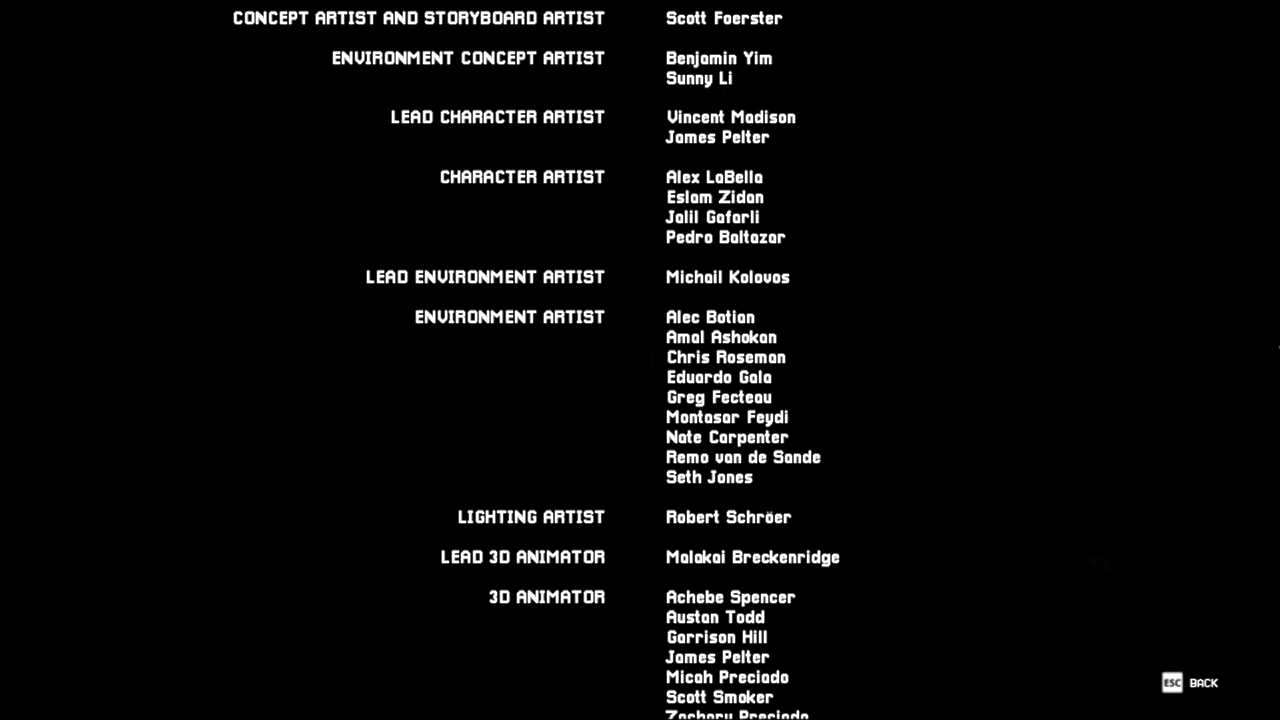 CONCEPT ARTIST AND STORYBOARD ARTIST Scott Foerster
ENVIRONMENT CONCEPT ARTIST Benjamin Yim
Sunny Li
LEAD CHARACTER ARTIST Vincent Madison
James Pelter
CHARACTER ARTIST Alex LaBella
Eslam Zidan
Jalil Gafarli
Pedro Baltazar
LEAD ENVIRONMENT ARTIST Michail Kolovos
ENVIRONMENT ARTIST Alec Botian
Amal Ashokan
Chris Roseman
Eduardo Gala
Greg Fecteau
Montasar Feydi
Nate Carpenter
Remo van de Sande
Seth Jones
LIGHTING ARTIST Robert Schröer
LEAD 3D ANIMATOR Malakai Breckenridge
3D ANIMATOR Achebe Spencer
Austan Todd
Garrison Hill
James Pelter
Micah Preciado
Scott Smoker
Zachary Preciado
ESC BACK